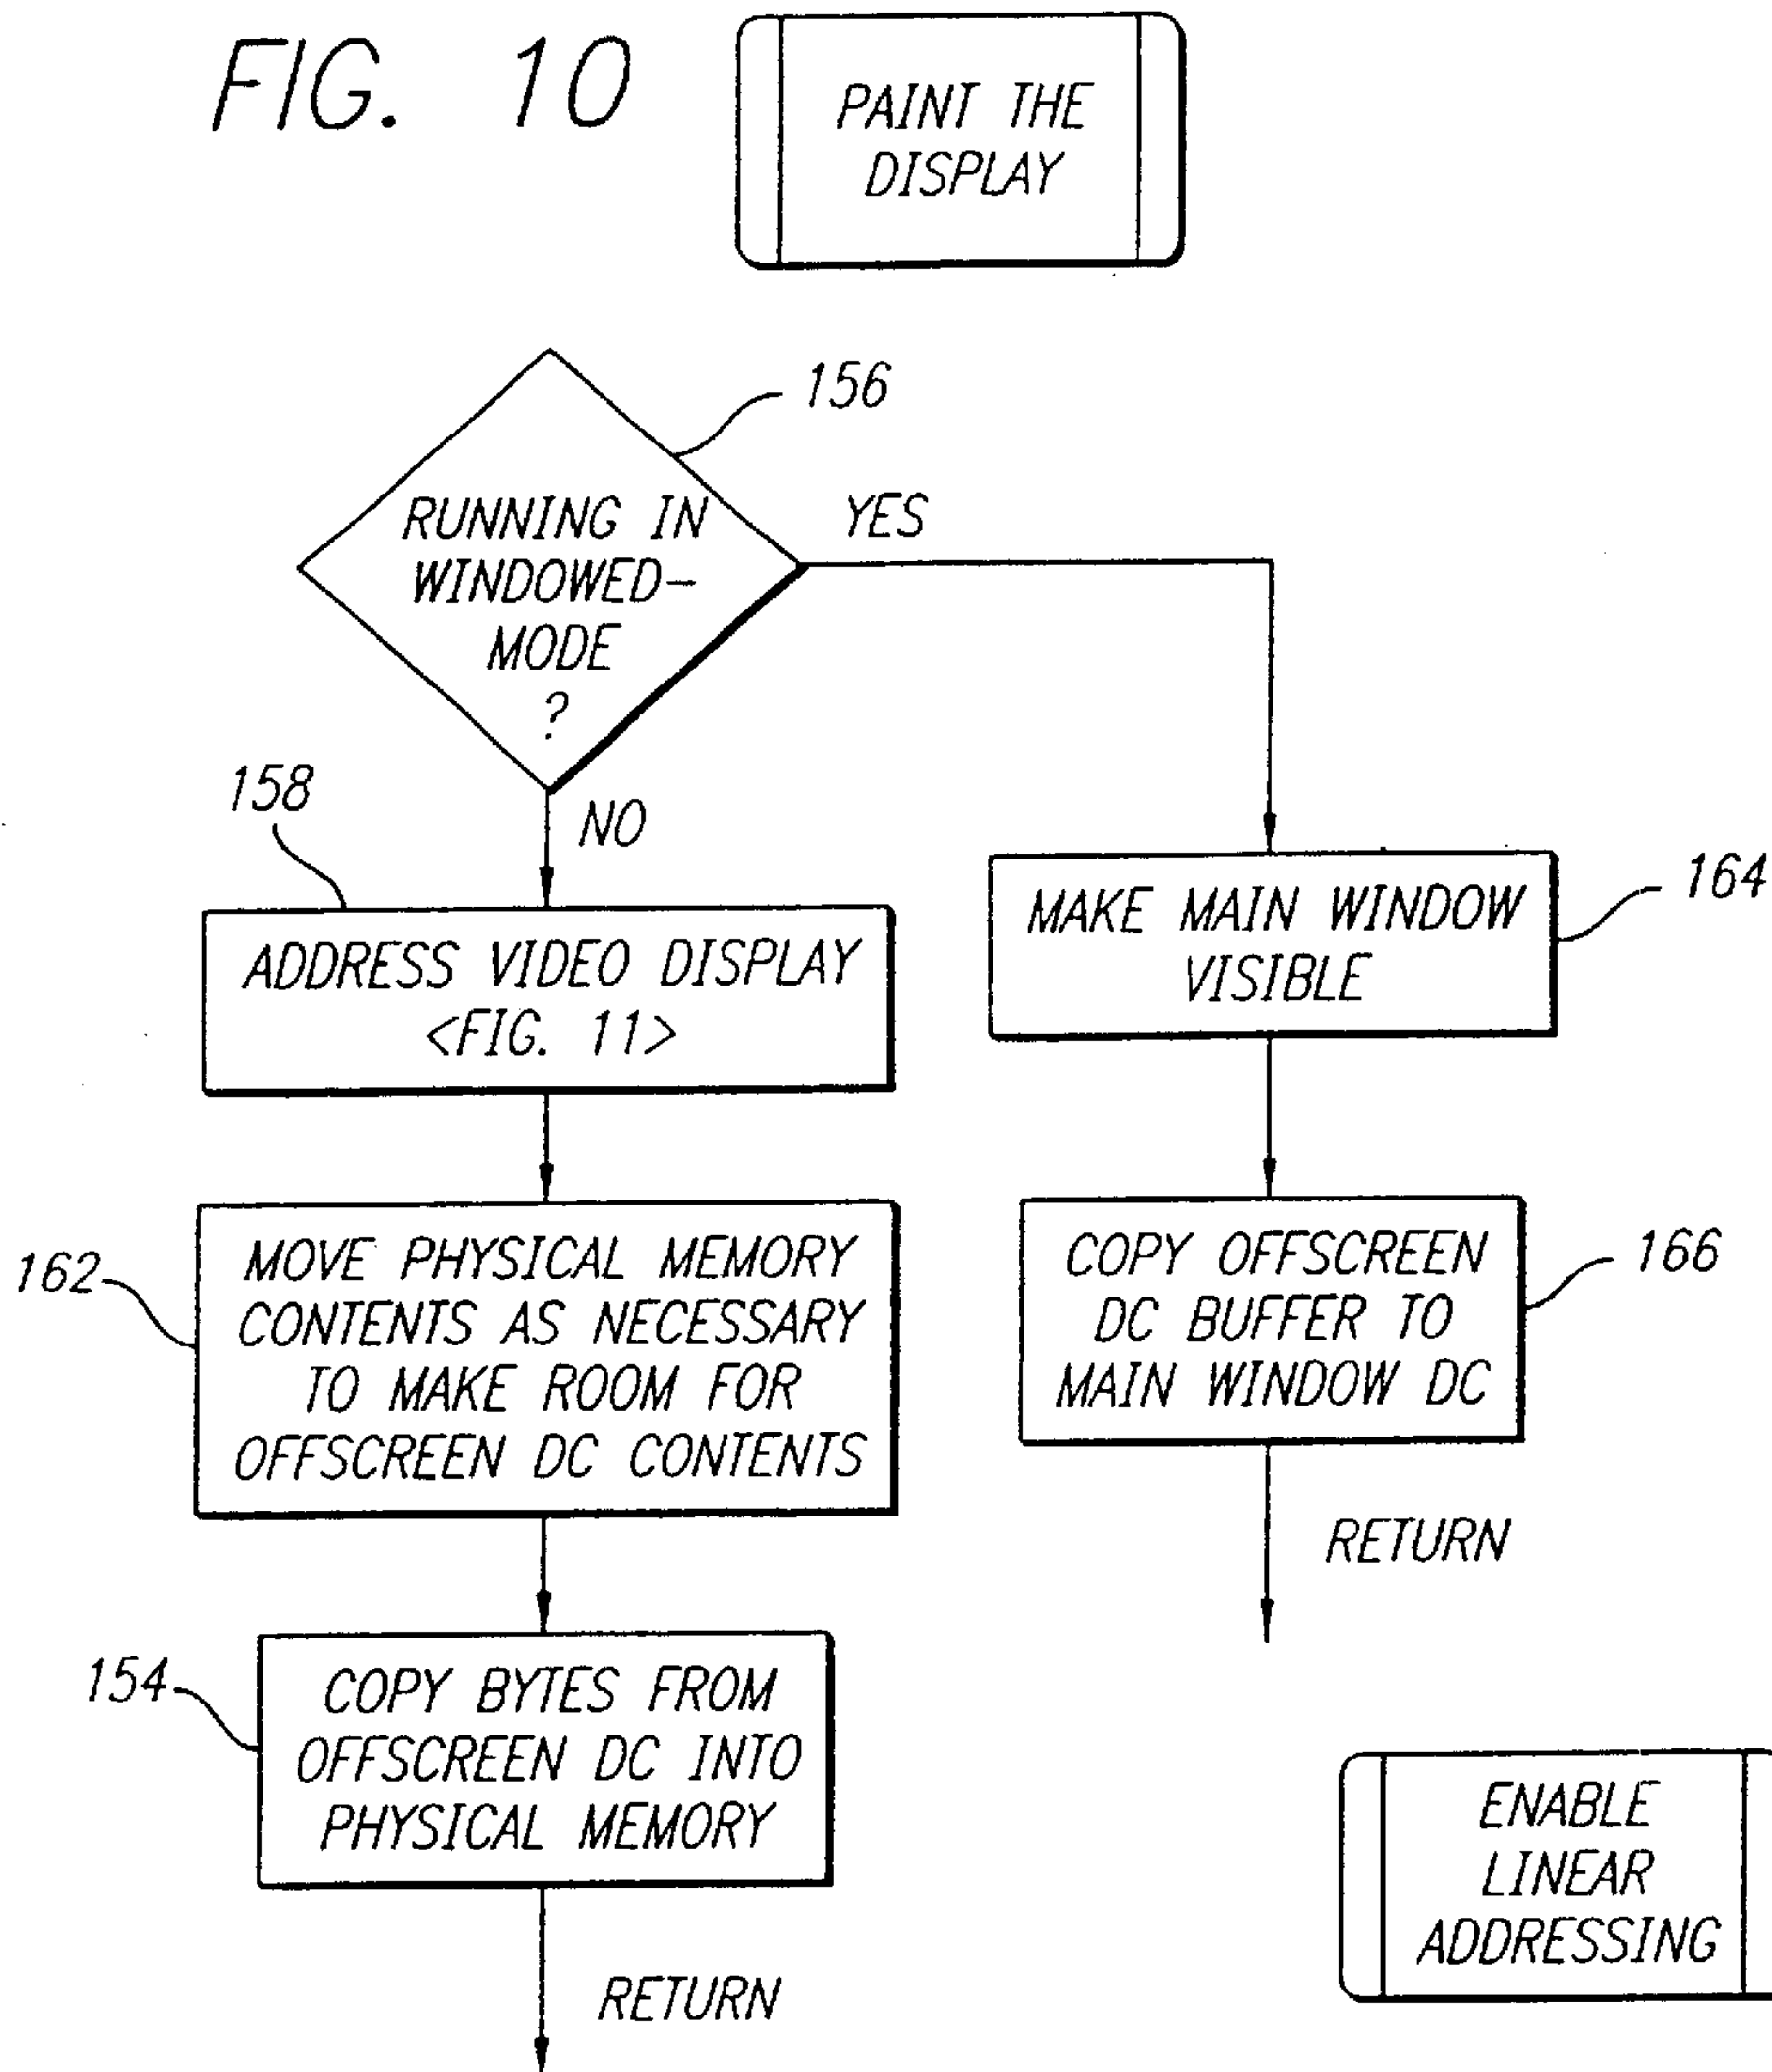 FIG. 10
PAINT THE
DISPLAY
156
RUNNING IN
WINDOWED-
MODE
?
YES
NO
158
ADDRESS VIDEO DISPLAY
<FIG. 11>
164
MAKE MAIN WINDOW
VISIBLE
162
MOVE PHYSICAL MEMORY
CONTENTS AS NECESSARY
TO MAKE ROOM FOR
OFFSCREEN DC CONTENTS
166
COPY OFFSCREEN
DC BUFFER TO
MAIN WINDOW DC
RETURN
154
COPY BYTES FROM
OFFSCREEN DC INTO
PHYSICAL MEMORY
RETURN
ENABLE
LINEAR
ADDRESSING